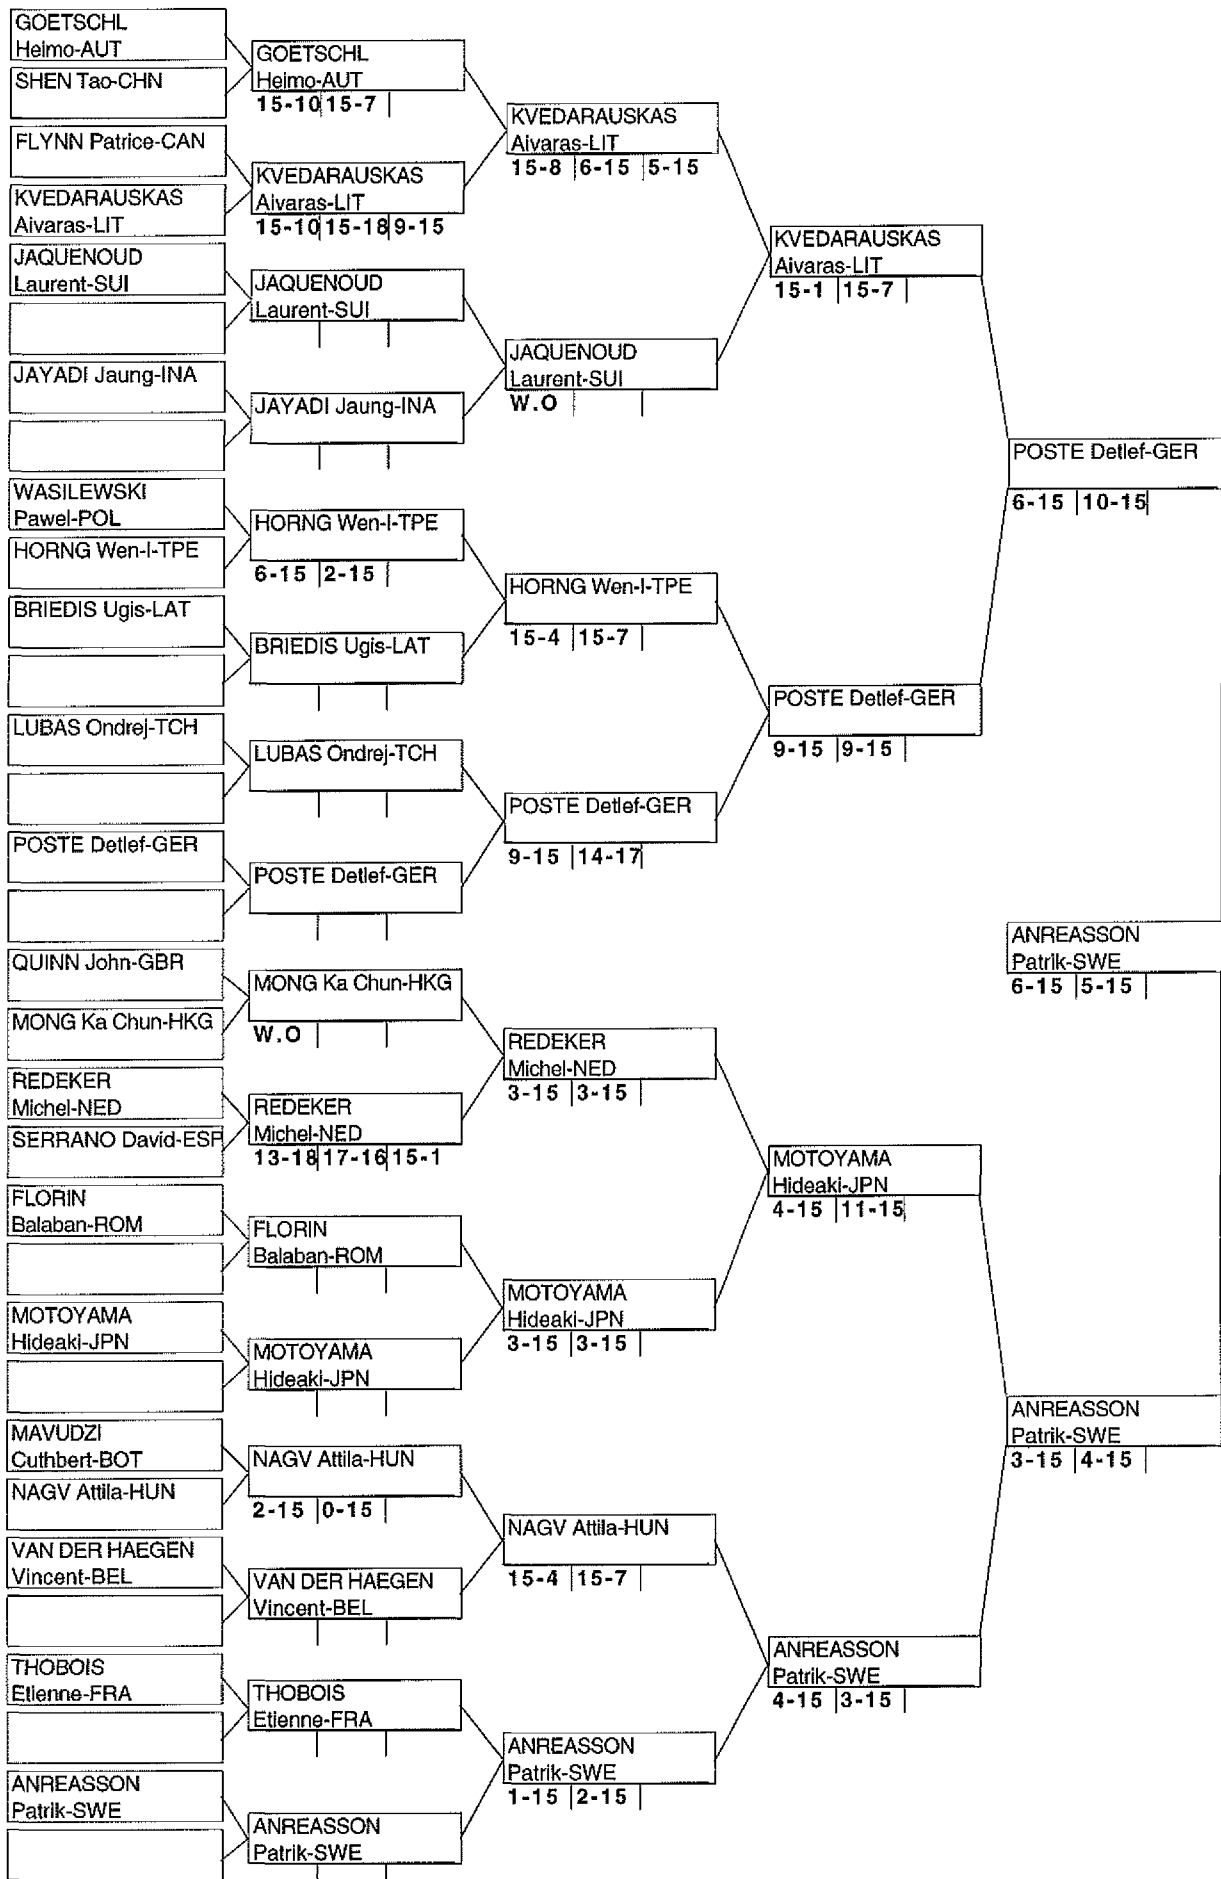 GOETSCHL
Heimo-AUT
SHEN Tao-CHN
FLYNN Patrice-CAN
KVEDARAUSKAS
Aivaras-LIT
JAQUENOUD
Laurent-SUI
JAYADI Jaung-INA
WASILEWSKI
Pawel-POL
HORNG Wen-I-TPE
BRIEDIS Ugis-LAT
LUBAS Ondrej-TCH
POSTE Detlef-GER
QUINN John-GBR
MONG Ka Chun-HKG
REDEKER
Michel-NED
SERRANO David-ESP
FLORIN
Balaban-ROM
MOTOYAMA
Hideaki-JPN
MAVUDZI
Cuthbert-BOT
NAGV Attila-HUN
VAN DER HAEGEN
Vincent-BEL
THOBOIS
Etienne-FRA
ANREASSON
Patrik-SWE
GOETSCHL
Heimo-AUT
15-10 15-7
KVEDARAUSKAS
Aivaras-LIT
15-10 15-18 9-15
JAQUENOUD
Laurent-SUI
JAYADI Jaung-INA
HORNG Wen-I-TPE
6-15 2-15
BRIEDIS Ugis-LAT
LUBAS Ondrej-TCH
POSTE Detlef-GER
MONG Ka Chun-HKG
W.O
REDEKER
Michel-NED
13-18 17-16 15-1
FLORIN
Balaban-ROM
MOTOYAMA
Hideaki-JPN
NAGV Attila-HUN
2-15 0-15
VAN DER HAEGEN
Vincent-BEL
THOBOIS
Etienne-FRA
ANREASSON
Patrik-SWE
KVEDARAUSKAS
Aivaras-LIT
15-8 6-15 5-15
JAQUENOUD
Laurent-SUI
W.O
HORNG Wen-I-TPE
15-4 15-7
POSTE Detlef-GER
9-15 14-17
REDEKER
Michel-NED
3-15 3-15
MOTOYAMA
Hideaki-JPN
3-15 3-15
NAGV Attila-HUN
15-4 15-7
ANREASSON
Patrik-SWE
1-15 2-15
KVEDARAUSKAS
Aivaras-LIT
15-1 15-7
POSTE Detlef-GER
9-15 9-15
MOTOYAMA
Hideaki-JPN
4-15 11-15
ANREASSON
Patrik-SWE
4-15 3-15
POSTE Detlef-GER
6-15 10-15
ANREASSON
Patrik-SWE
6-15 5-15
ANREASSON
Patrik-SWE
3-15 4-15